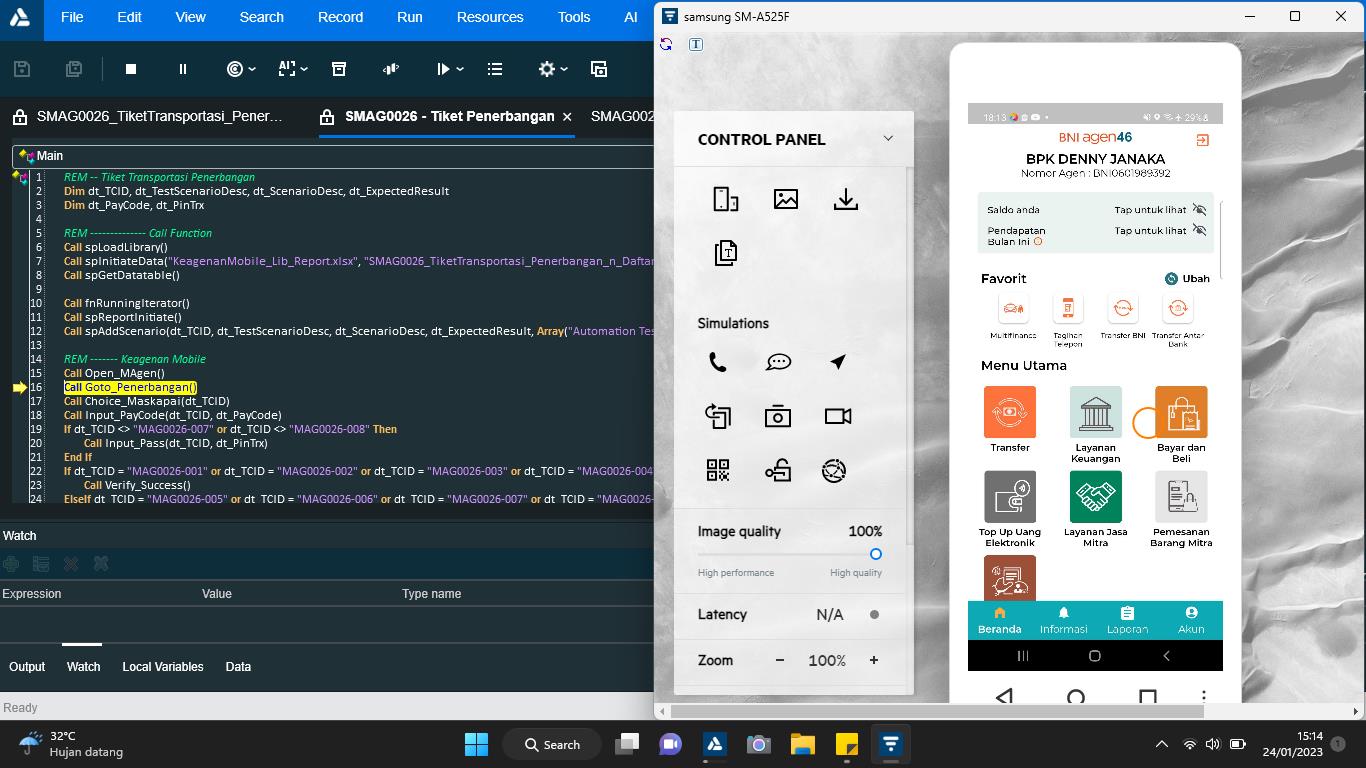 File Edit View Search Record Run Resources Tools AI
SMAG0026_TiketTransportasi_Pener... SMAG0026 - Tiket Penerbangan × SMAG002
Main
1 REM -- Tiket Transportasi Penerbangan
2 Dim dt_TCID, dt_TestScenarioDesc, dt_ScenarioDesc, dt_ExpectedResult
3 Dim dt_PayCode, dt_PinTrx
4
5 REM -------------- Call Function
6 Call spLoadLibrary()
7 Call spInitiateData("KeagenanMobile_Lib_Report.xlsx", "SMAG0026_TiketTransportasi_Penerbangan_n_Daftar
8 Call spGetDatatable()
9
10 Call fnRunningIterator()
11 Call spReportInitiate()
12 Call spAddScenario(dt_TCID, dt_TestScenarioDesc, dt_ScenarioDesc, dt_ExpectedResult, Array("Automation Tes
13
14 REM ------- Keagenan Mobile
15 Call Open_MAgen()
16 Call Goto_Penerbangan()
17 Call Choice_Maskapai(dt_TCID)
18 Call Input_PayCode(dt_TCID, dt_PayCode)
19 If dt_TCID <> "MAG0026-007" or dt_TCID <> "MAG0026-008" Then
20 Call Input_Pass(dt_TCID, dt_PinTrx)
21 End If
22 If dt_TCID = "MAG0026-001" or dt_TCID = "MAG0026-002" or dt_TCID = "MAG0026-003" or dt_TCID = "MAG0026-004"
23 Call Verify_Success()
24 ElseIf dt_TCID = "MAG0026-005" or dt_TCID = "MAG0026-006" or dt_TCID = "MAG0026-007" or dt_TCID = "MAG0026-
Watch
Expression Value Type name
Output Watch Local Variables Data
Ready
samsung SM-A525F
T
CONTROL PANEL
T
Simulations
Image quality 100%
High performance High quality
Latency N/A
Zoom − 100% +
18:13 29%
BNI agen46
BPK DENNY JANAKA
Nomor Agen : BNI0601989392
Saldo anda Tap untuk lihat
Pendapatan Bulan Ini Tap untuk lihat
Favorit Ubah
Multifinance
Tagihan Telepon
Transfer BNI
Transfer Antar Bank
Menu Utama
Transfer
Layanan Keuangan
Bayar dan Beli
Top Up Uang Elektronik
Layanan Jasa Mitra
Pemesanan Barang Mitra
Beranda Informasi Laporan Akun
32°C
Hujan datang
Search
15:14
24/01/2023
1